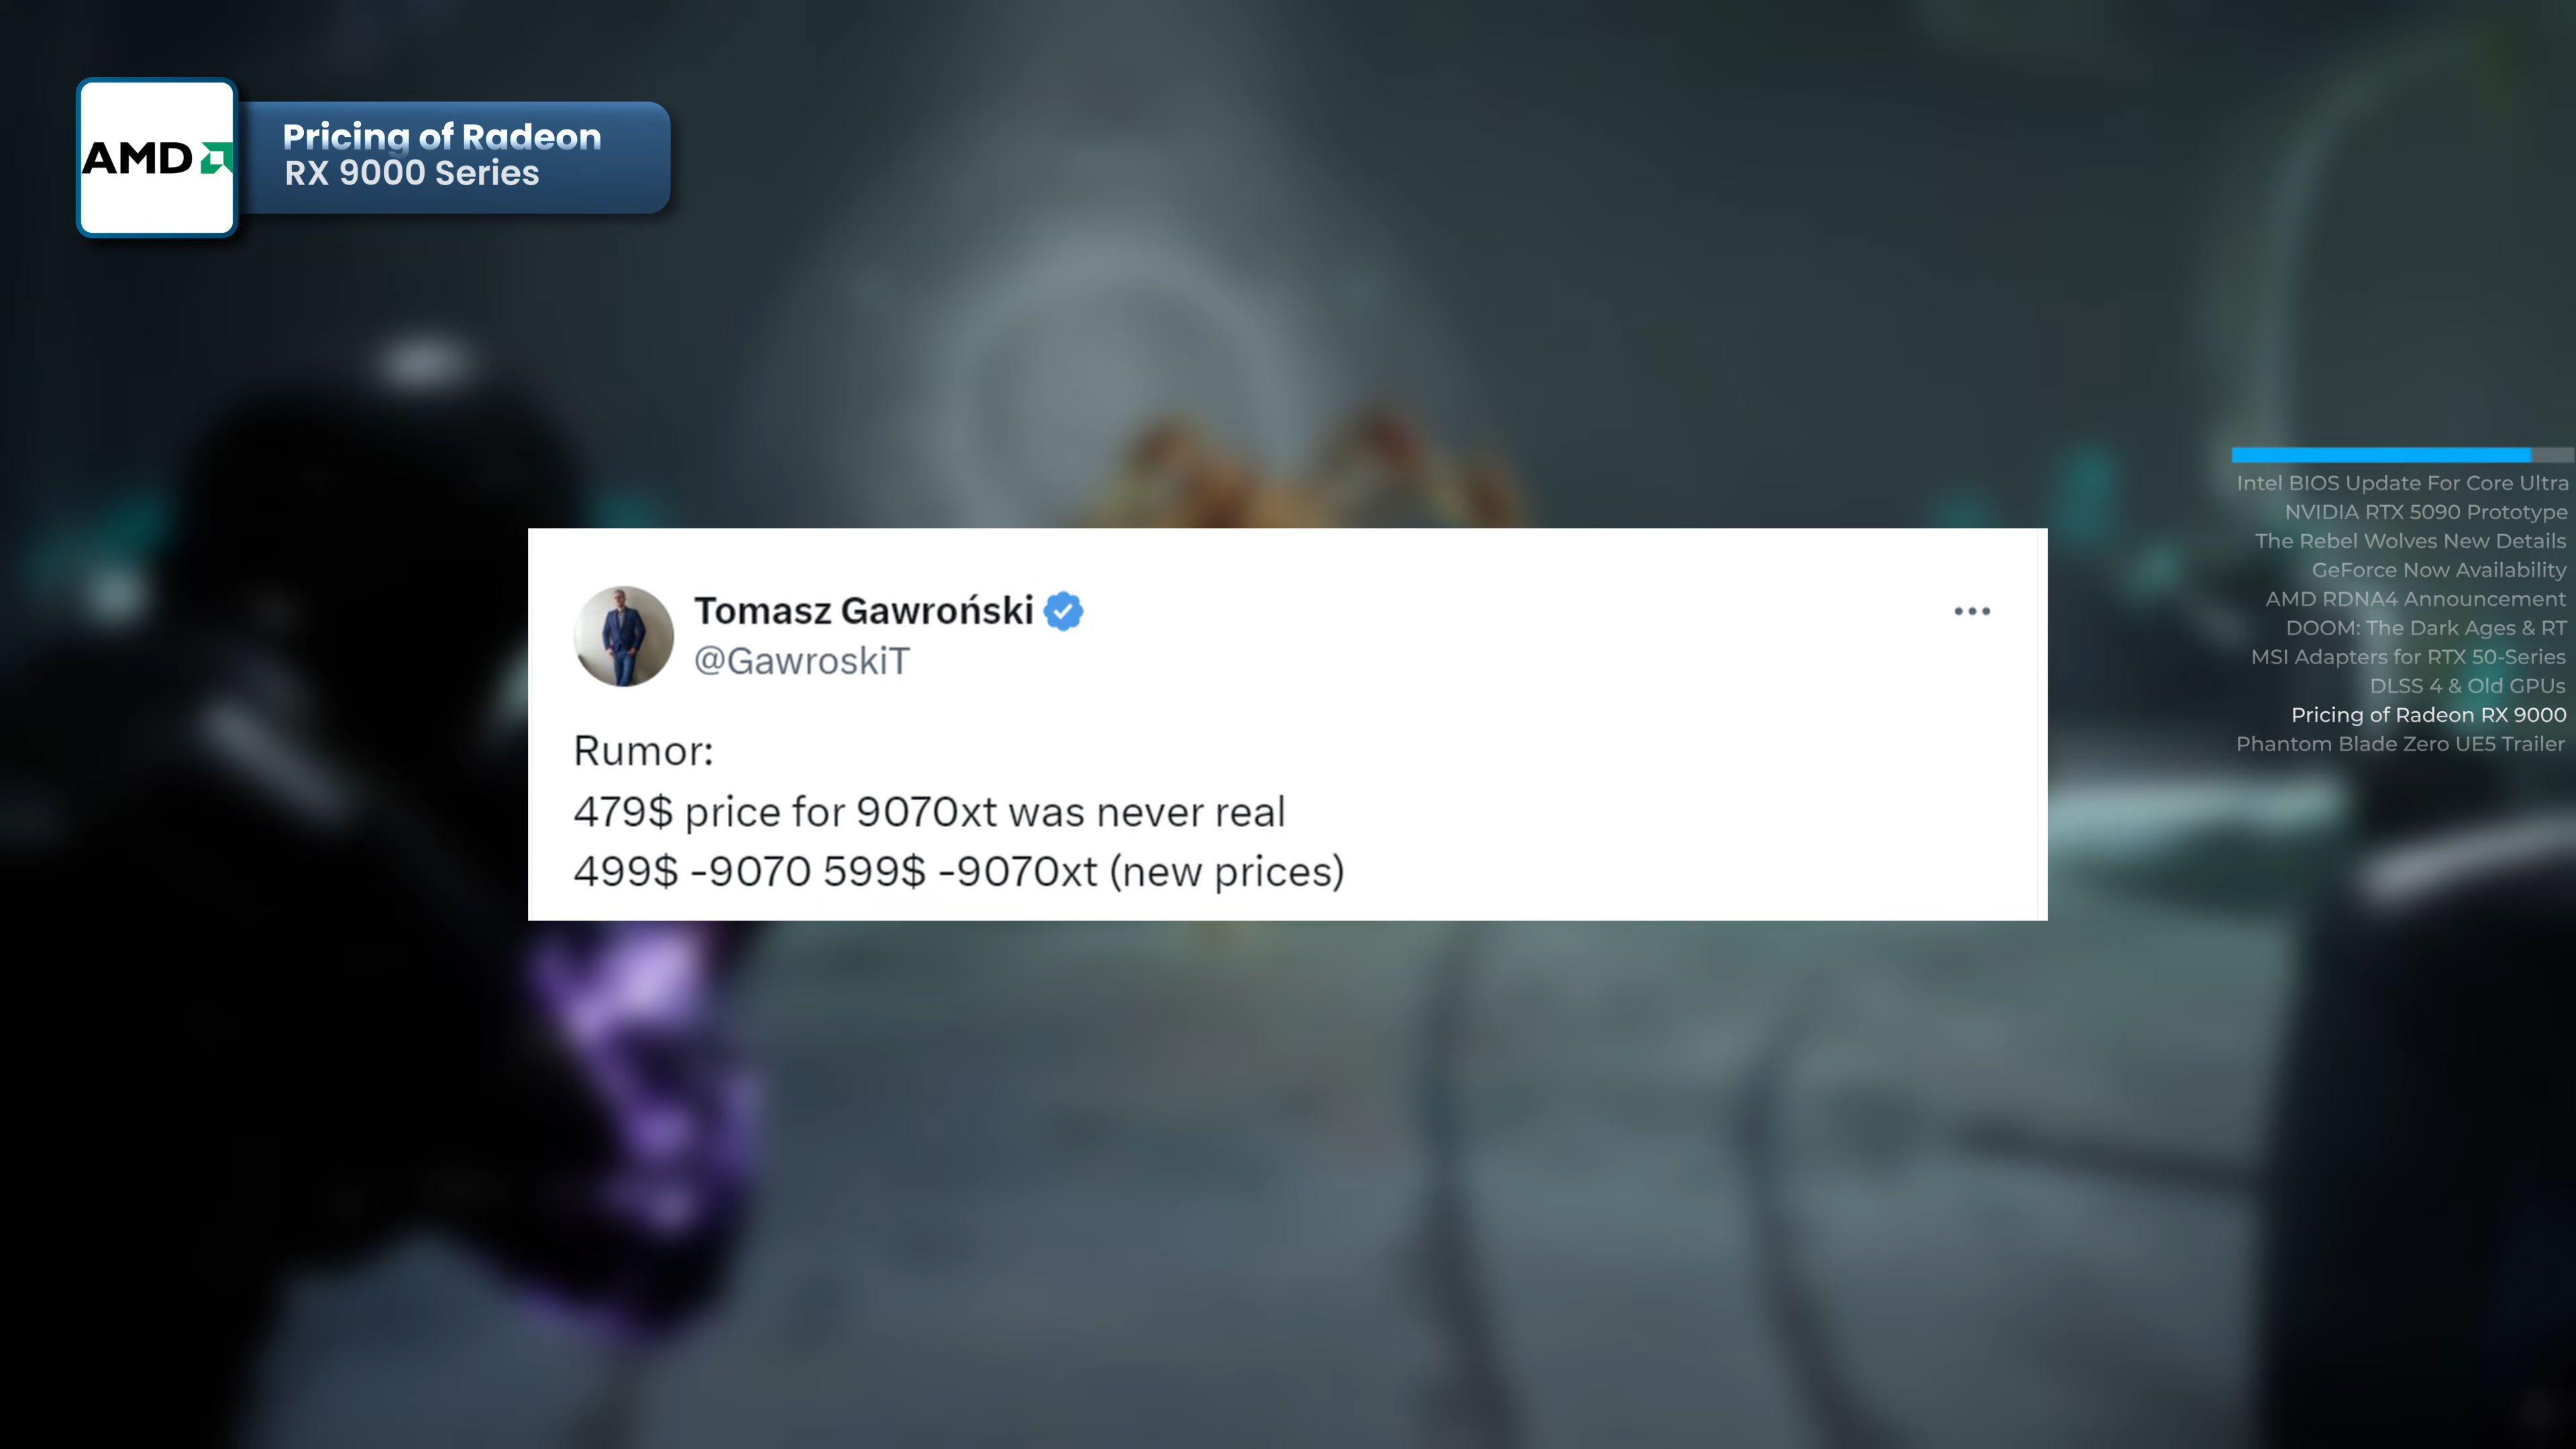 AMD
Pricing of Radeon
RX 9000 Series
Tomasz Gawroński
@GawroskiT
Rumor:
479$ price for 9070xt was never real
499$ -9070 599$ -9070xt (new prices)
Intel BIOS Update For Core Ultra
NVIDIA RTX 5090 Prototype
The Rebel Wolves New Details
GeForce Now Availability
AMD RDNA4 Announcement
DOOM: The Dark Ages & RT
MSI Adapters for RTX 50-Series
DLSS 4 & Old GPUs
Pricing of Radeon RX 9000
Phantom Blade Zero UE5 Trailer